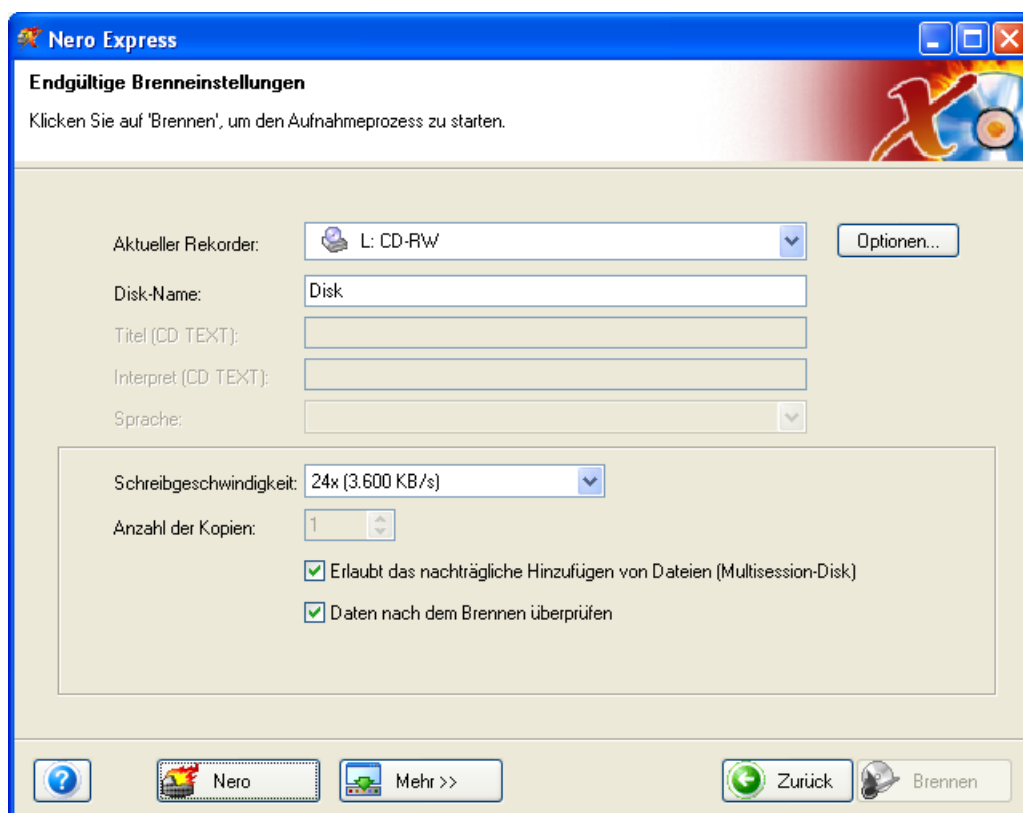 Nero Express
Endgültige Brenneinstellungen
Klicken Sie auf 'Brennen', um den Aufnahmeprozess zu starten.
Aktueller Rekorder: L: CD-RW Optionen...
Disk-Name: Disk
Titel (CD TEXT):
Interpret (CD TEXT):
Sprache:
Schreibgeschwindigkeit: 24x (3.600 KB/s)
Anzahl der Kopien: 1
Erlaubt das nachträgliche Hinzufügen von Dateien (Multisession-Disk)
Daten nach dem Brennen überprüfen
? Nero Mehr >> Zurück Brennen